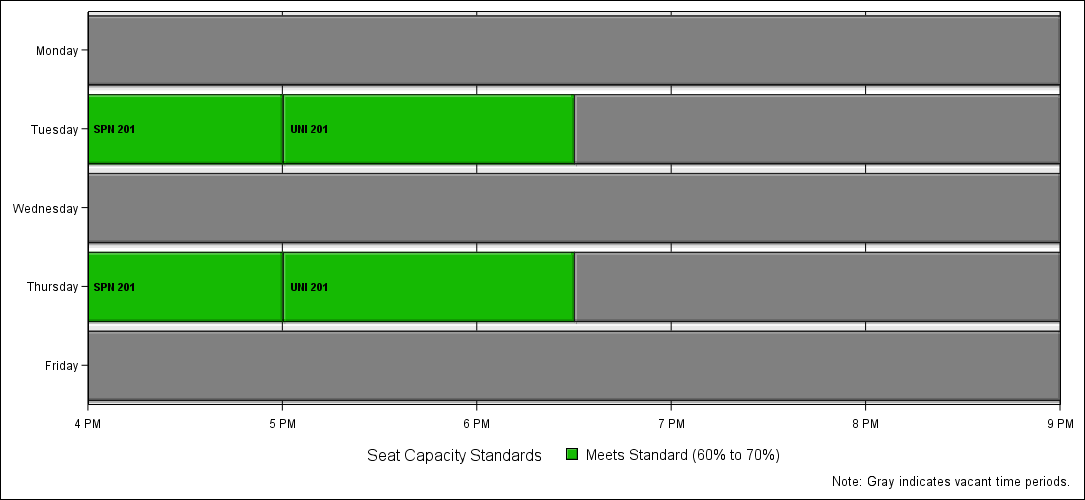 Monday
Tuesday
SPN 201
UNI 201
Wednesday
Thursday
SPN 201
UNI 201
Friday
4 PM 5 PM 6 PM 7 PM 8 PM 9 PM
Seat Capacity Standards Meets Standard (60% to 70%)
Note: Gray indicates vacant time periods.